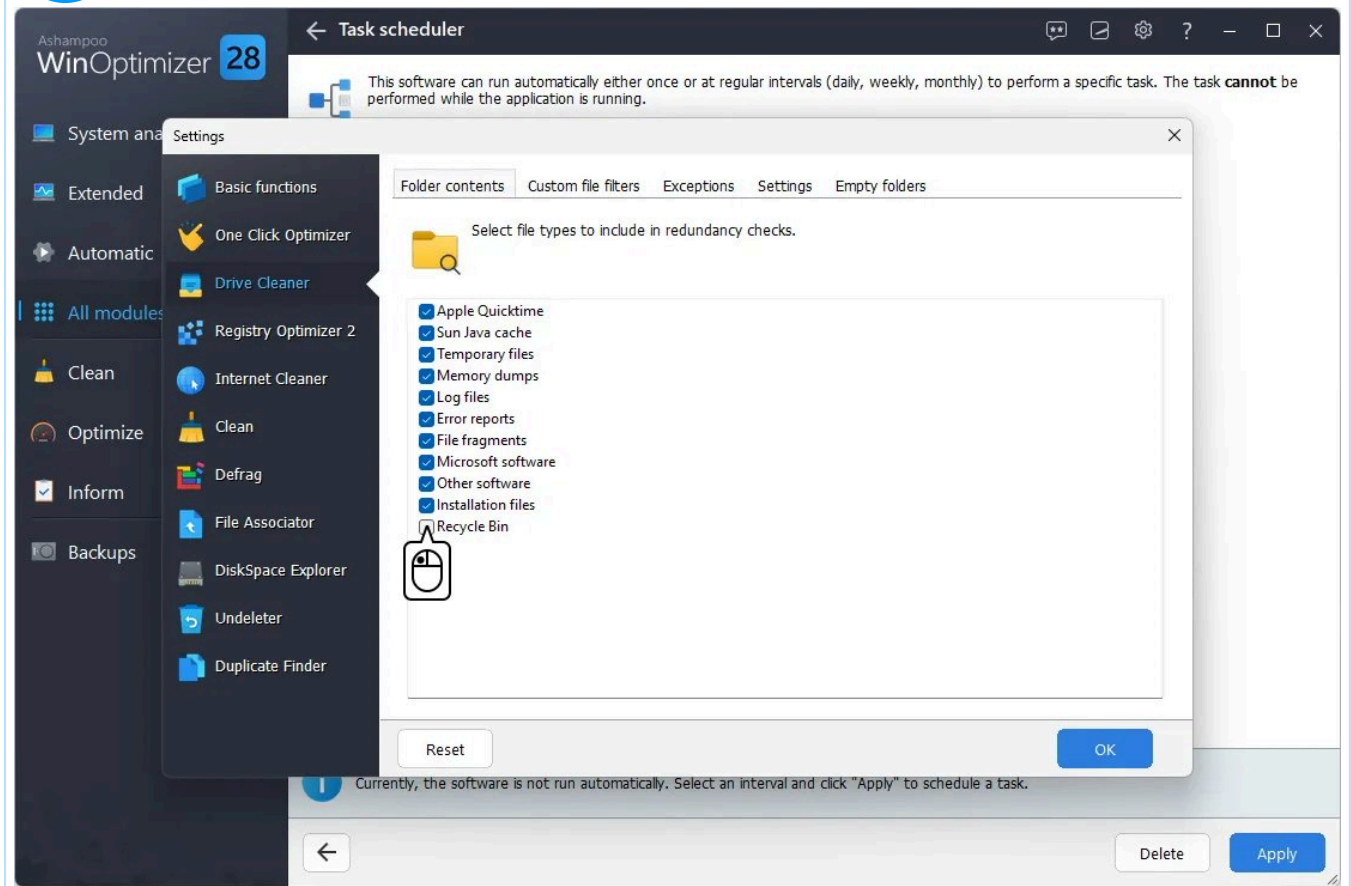 Ashampoo
WinOptimizer 28
Task scheduler
?
This software can run automatically either once or at regular intervals (daily, weekly, monthly) to perform a specific task. The task cannot be
performed while the application is running.
System ana
Extended
Automatic
All modules
Clean
Optimize
Inform
Backups
Settings
Basic functions
One Click Optimizer
Drive Cleaner
Registry Optimizer 2
Internet Cleaner
Clean
Defrag
File Associator
DiskSpace Explorer
Undeleter
Duplicate Finder
Folder contents Custom file filters Exceptions Settings Empty folders
Select file types to include in redundancy checks.
Apple Quicktime
Sun Java cache
Temporary files
Memory dumps
Log files
Error reports
File fragments
Microsoft software
Other software
Installation files
Recycle Bin
Reset OK
Currently, the software is not run automatically. Select an interval and click "Apply" to schedule a task.
Delete Apply